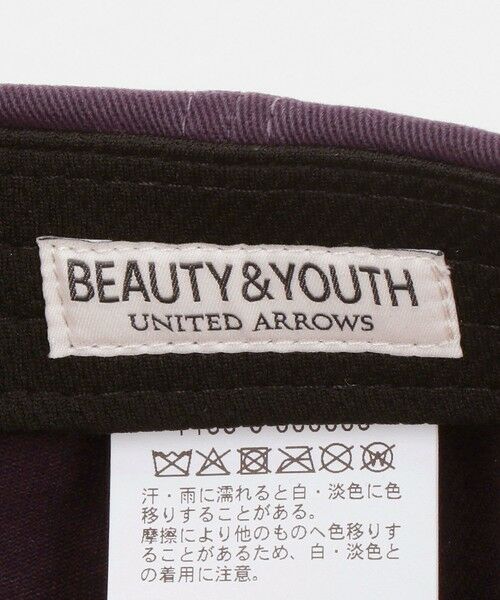 BEAUTY&YOUTH
UNITED ARROWS
汗・雨に濡れると白・淡色に色
移りすることがある。
摩擦により他のものへ色移りす
ることがあるため、白・淡色と
の着用に注意。